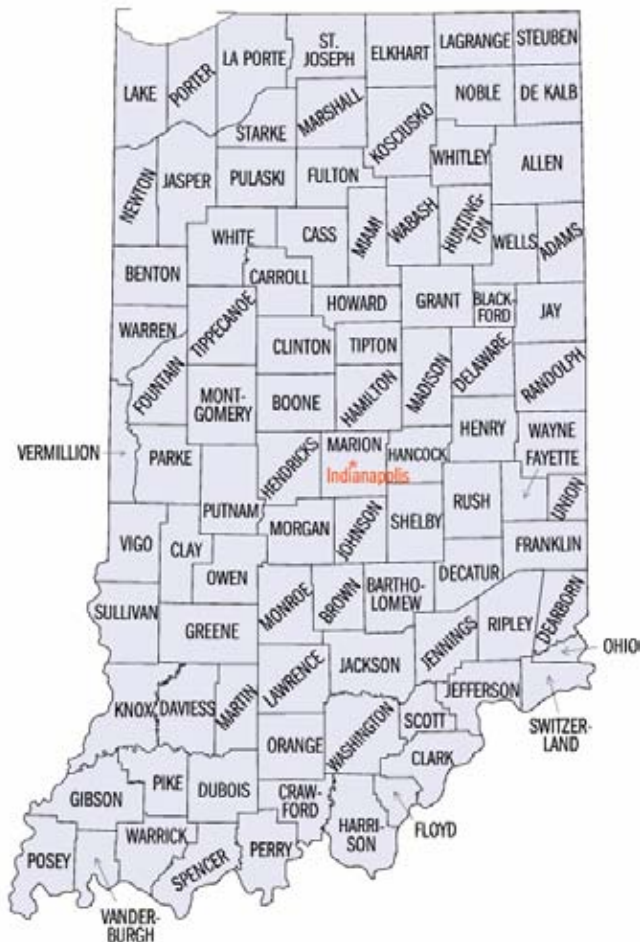 LAKE
PORTER
LA PORTE
ST.
JOSEPH
ELKHART
LAGRANGE
STEUBEN
NOBLE
DE KALB
STARKE
MARSHALL
KOSCIUSKO
WHITLEY
ALLEN
NEWTON
JASPER
PULASKI
FULTON
MIAMI
WABASH
HUNTING-
TON
WELLS
ADAMS
WHITE
CASS
BENTON
CARROLL
HOWARD
GRANT
BLACK-
FORD
JAY
WARREN
TIPPECANOE
CLINTON
TIPTON
MADISON
DELAWARE
RANDOLPH
FOUNTAIN
MONT-
GOMERY
BOONE
HAMILTON
HENRY
WAYNE
FAYETTE
VERMILLION
PARKE
HENDRICKS
MARION
Indianapolis
HANCOCK
PUTNAM
RUSH
UNION
VIGO
CLAY
OWEN
MORGAN
JOHNSON
SHELBY
FRANKLIN
DECATUR
SULLIVAN
GREENE
MONROE
BROWN
BARTHO-
LOMEW
JENNINGS
RIPLEY
DEARBORN
OHIO
KNOX
DAVIESS
MARTIN
LAWRENCE
JACKSON
JEFFERSON
SWITZER-
LAND
SCOTT
ORANGE
WASHINGTON
CLARK
GIBSON
PIKE
DUBOIS
CRAW-
FORD
HARRI-
SON
FLOYD
POSEY
WARRICK
SPENCER
PERRY
VANDER-
BURGH